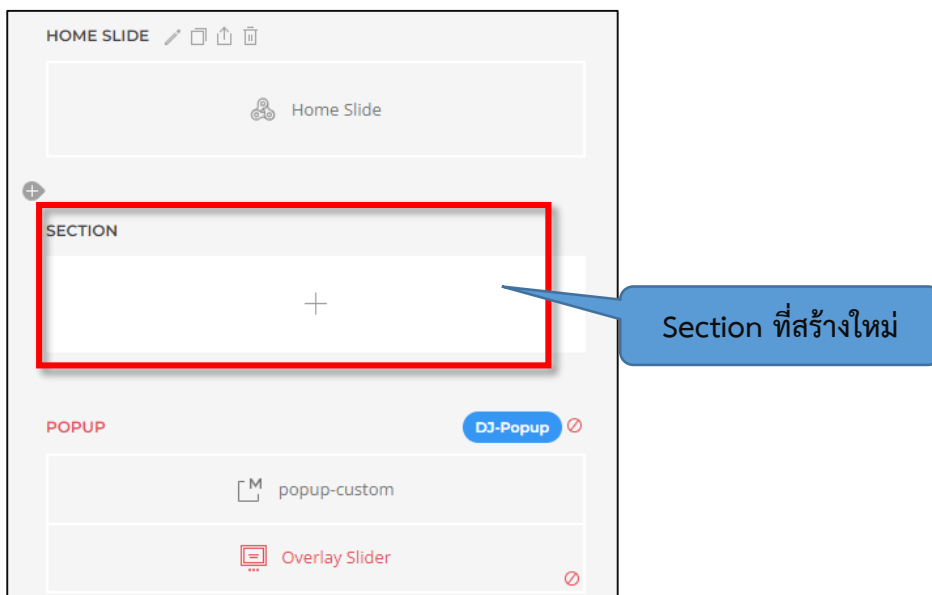 HOME SLIDE
Home Slide
SECTION
Section ที่สร้างใหม่
POPUP
DJ-Popup
M popup-custom
Overlay Slider